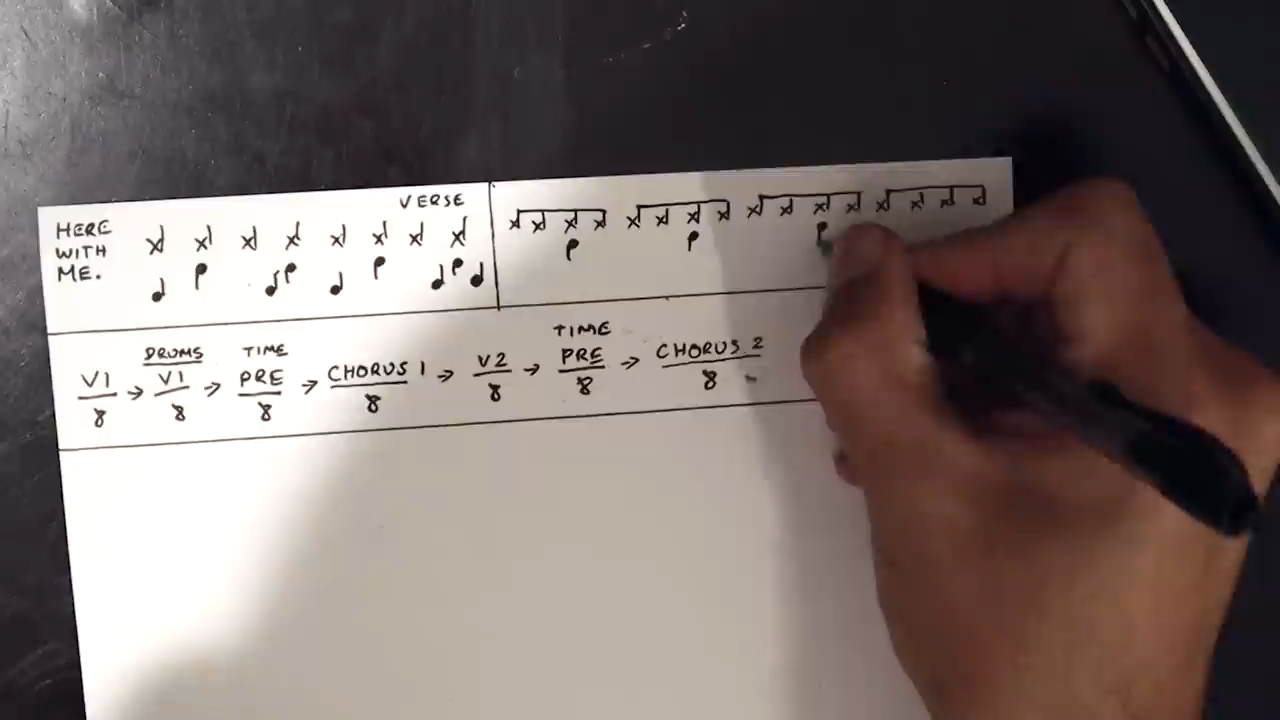 VERSE
HERE
WITH
ME.
DRUMS TIME TIME
V1 → V1 → PRE → CHORUS 1 → V2 → PRE → CHORUS 2
8 8 8 8 8 8 8